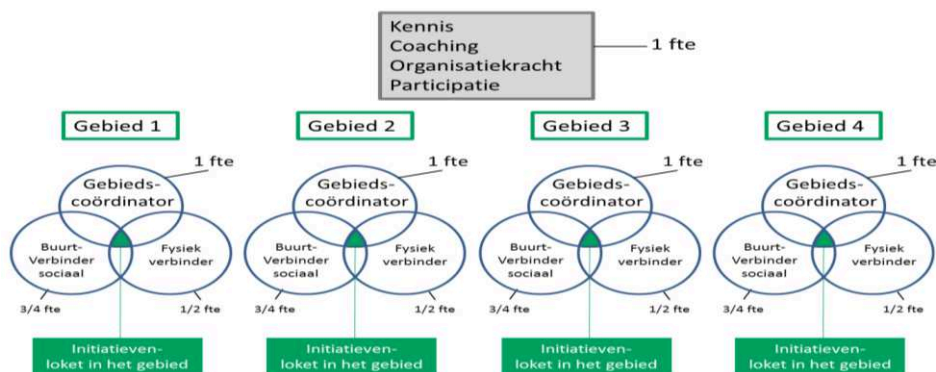 Kennis
Coaching
Organisatiekracht
Participatie
1 fte
Gebied 1
Gebied 2
Gebied 3
Gebied 4
1 fte
Gebieds-
coördinator
Buurt-
Verbinder
sociaal
Fysiek
verbinder
3/4 fte
1/2 fte
Initiatieven-
loket in het gebied
1 fte
Gebieds-
coördinator
Buurt-
Verbinder
sociaal
Fysiek
verbinder
3/4 fte
1/2 fte
Initiatieven-
loket in het gebied
1 fte
Gebieds-
coördinator
Buurt-
Verbinder
sociaal
Fysiek
verbinder
3/4 fte
1/2 fte
Initiatieven-
loket in het gebied
1 fte
Gebieds-
coördinator
Buurt-
Verbinder
sociaal
Fysiek
verbinder
3/4 fte
1/2 fte
Initiatieven-
loket in het gebied